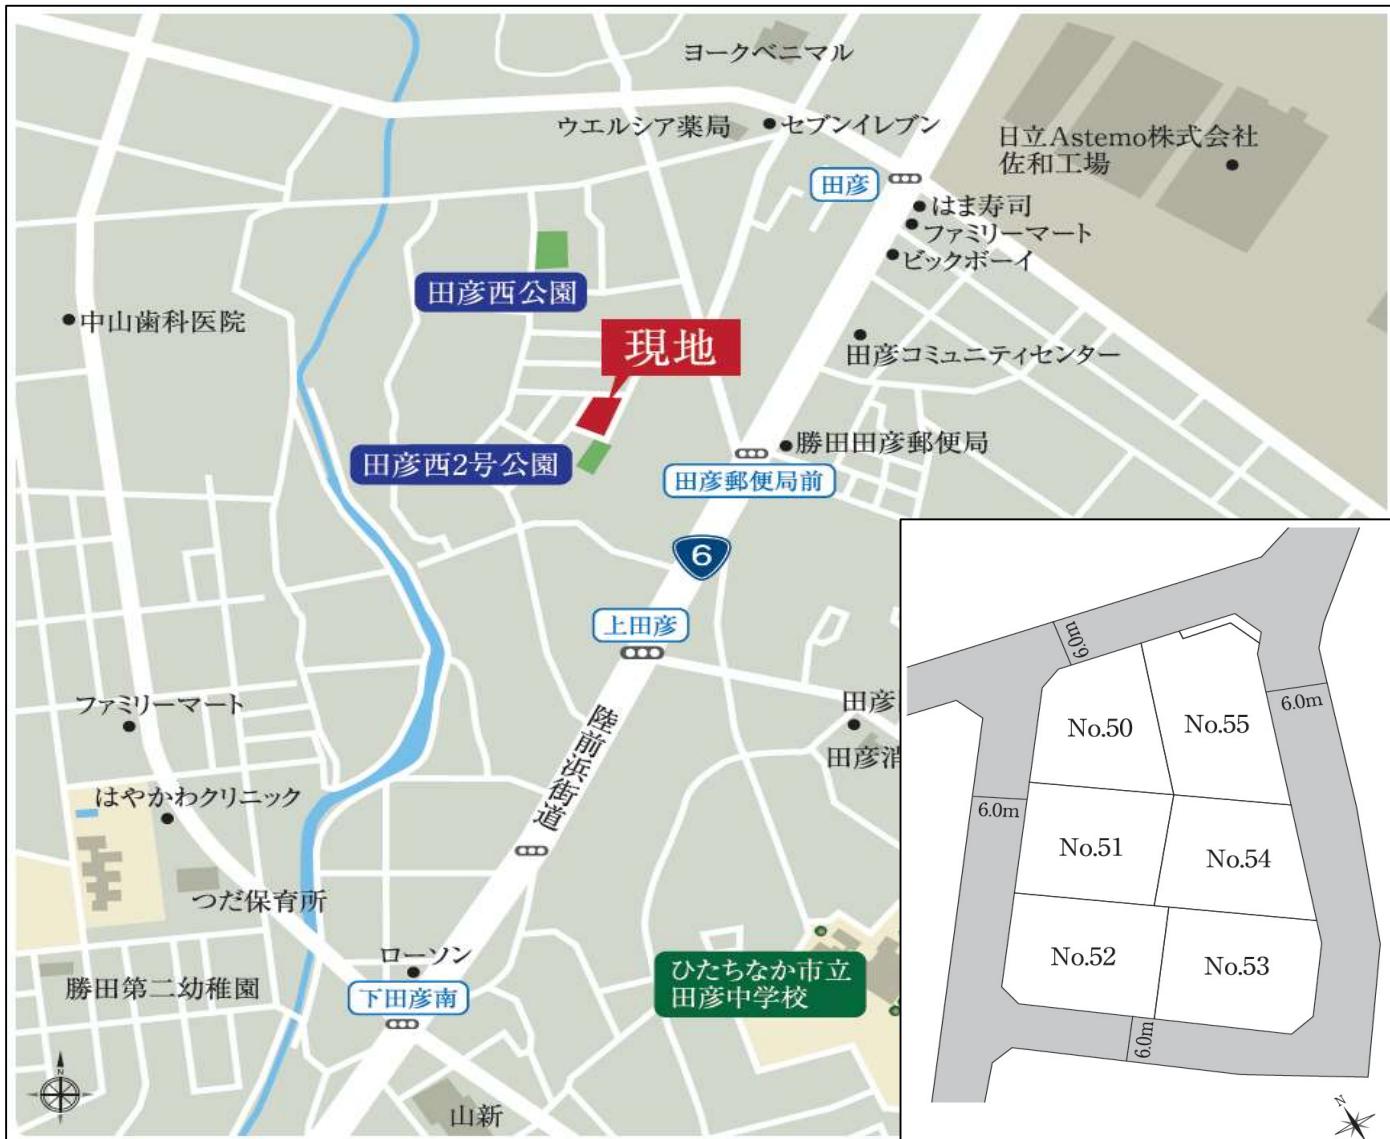 ヨークベニマル
ウエルシア薬局
セブンイレブン
日立Astemo株式会社
佐和工場
田彦
はま寿司
ファミリーマート
ビックボーイ
田彦西公園
中山歯科医院
現地
田彦コミュニティセンター
勝田田彦郵便局
田彦西2号公園
田彦郵便局前
6
上田彦
田彦
田彦消
陸前浜街道
ファミリーマート
はやかわクリニック
つだ保育所
ローソン
勝田第二幼稚園
下田彦南
ひたちなか市立
田彦中学校
山新
N
6.0m
No.50
No.55
6.0m
6.0m
No.51
No.54
No.52
No.53
6.0m
N